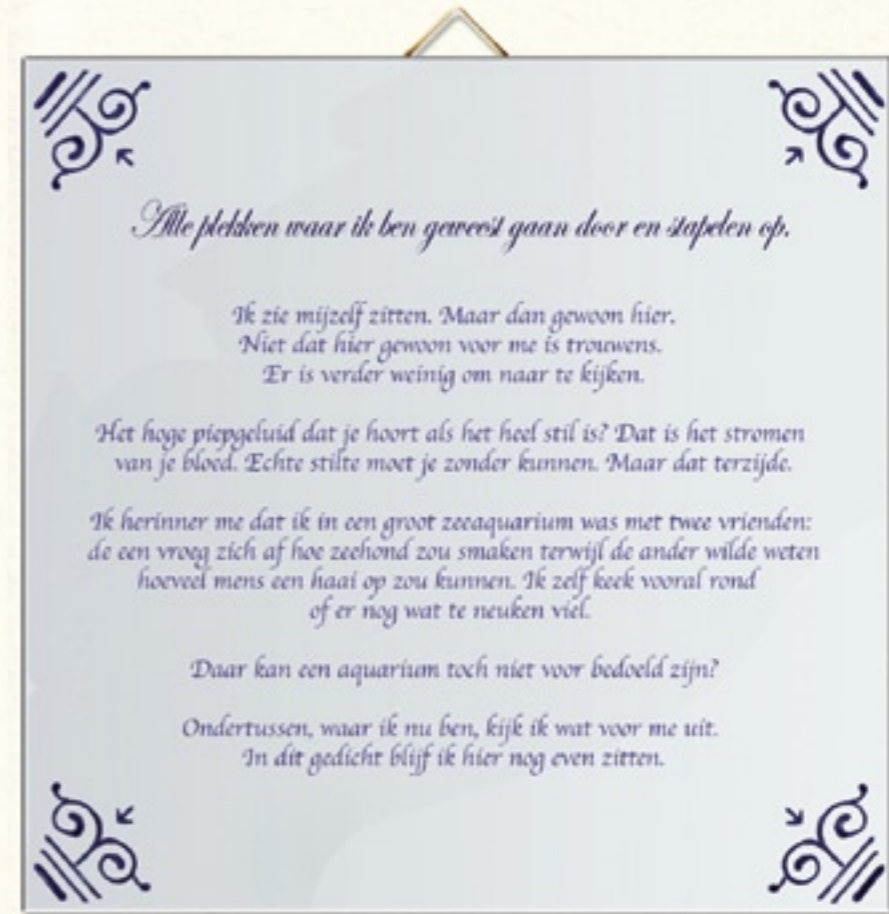 Alle plekken waar ik ben geweest gaan door en stapelen op.
Ik zie mijzelf zitten. Maar dan gewoon hier.
Niet dat hier gewoon voor me is trouwens.
Er is verder weinig om naar te kijken.
Het hoge piepgeluid dat je hoort als het heel stil is? Dat is het stromen
van je bloed. Echte stilte moet je zonder kunnen. Maar dat terzijde.
Ik herinner me dat ik in een groot zeeaquarium was met twee vrienden:
de een vroeg zich af hoe zeehond zou smaken terwijl de ander wilde weten
hoeveel mens een haai op zou kunnen. Ik zelf keek vooral rond
of er nog wat te neuken viel.
Daar kan een aquarium toch niet voor bedoeld zijn?
Ondertussen, waar ik nu ben, kijk ik wat voor me uit.
In dit gedicht blijf ik hier nog even zitten.